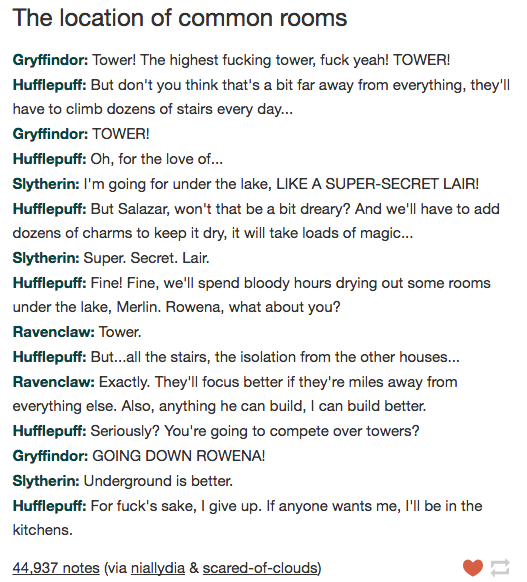 The location of common rooms
Gryffindor: Tower! The highest fucking tower, fuck yeah! TOWER!
Hufflepuff: But don't you think that's a bit far away from everything, they'll
have to climb dozens of stairs every day...
Gryffindor: TOWER!
Hufflepuff: Oh, for the love of...
Slytherin: I'm going for under the lake, LIKE A SUPER-SECRET LAIR!
Hufflepuff: But Salazar, won't that be a bit dreary? And we'll have to add
dozens of charms to keep it dry, it will take loads of magic...
Slytherin: Super. Secret. Lair.
Hufflepuff: Fine! Fine, we'll spend bloody hours drying out some rooms
under the lake, Merlin. Rowena, what about you?
Ravenclaw: Tower.
Hufflepuff: But...all the stairs, the isolation from the other houses...
Ravenclaw: Exactly. They'll focus better if they're miles away from
everything else. Also, anything he can build, I can build better.
Hufflepuff: Seriously? You're going to compete over towers?
Gryffindor: GOING DOWN ROWENA!
Slytherin: Underground is better.
Hufflepuff: For fuck's sake, I give up. If anyone wants me, I'll be in the
kitchens.
44,937 notes (via niallydia & scared-of-clouds)